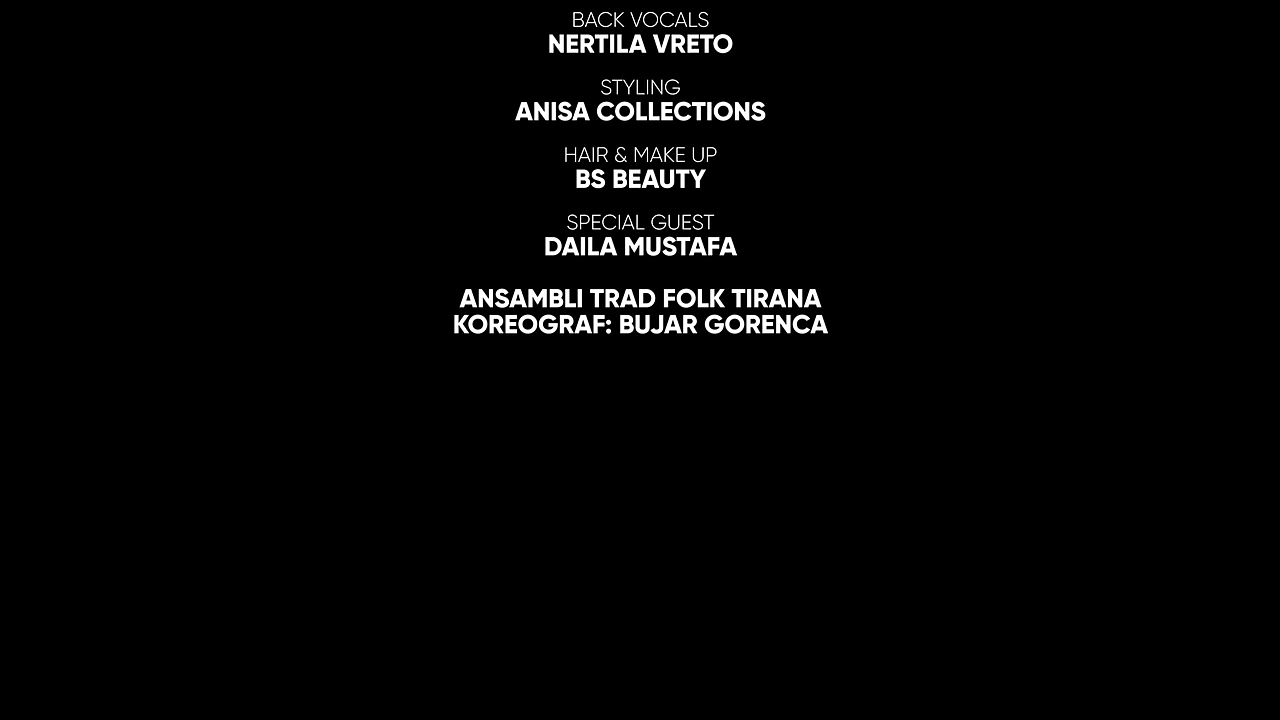 BACK VOCALS
NERTILA VRETO
STYLING
ANISA COLLECTIONS
HAIR & MAKE UP
BS BEAUTY
SPECIAL GUEST
DAILA MUSTAFA
ANSAMBLI TRAD FOLK TIRANA
KOREOGRAF: BUJAR GORENCA